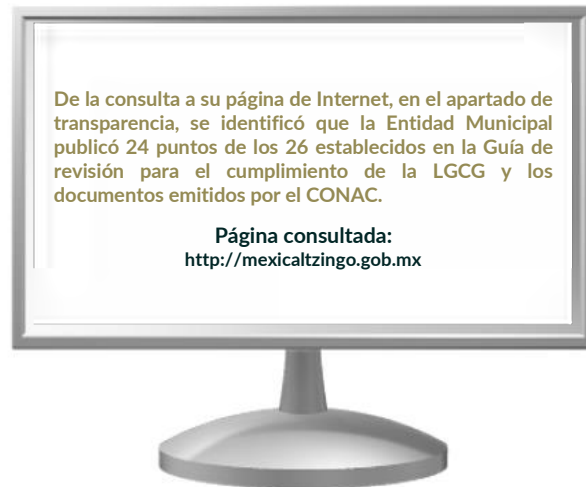 De la consulta a su página de Internet, en el apartado de
transparencia, se identificó que la Entidad Municipal
publicó 24 puntos de los 26 establecidos en la Guía de
revisión para el cumplimiento de la LGCG y los
documentos emitidos por el CONAC.
Página consultada:
http://mexicaltzingo.gob.mx